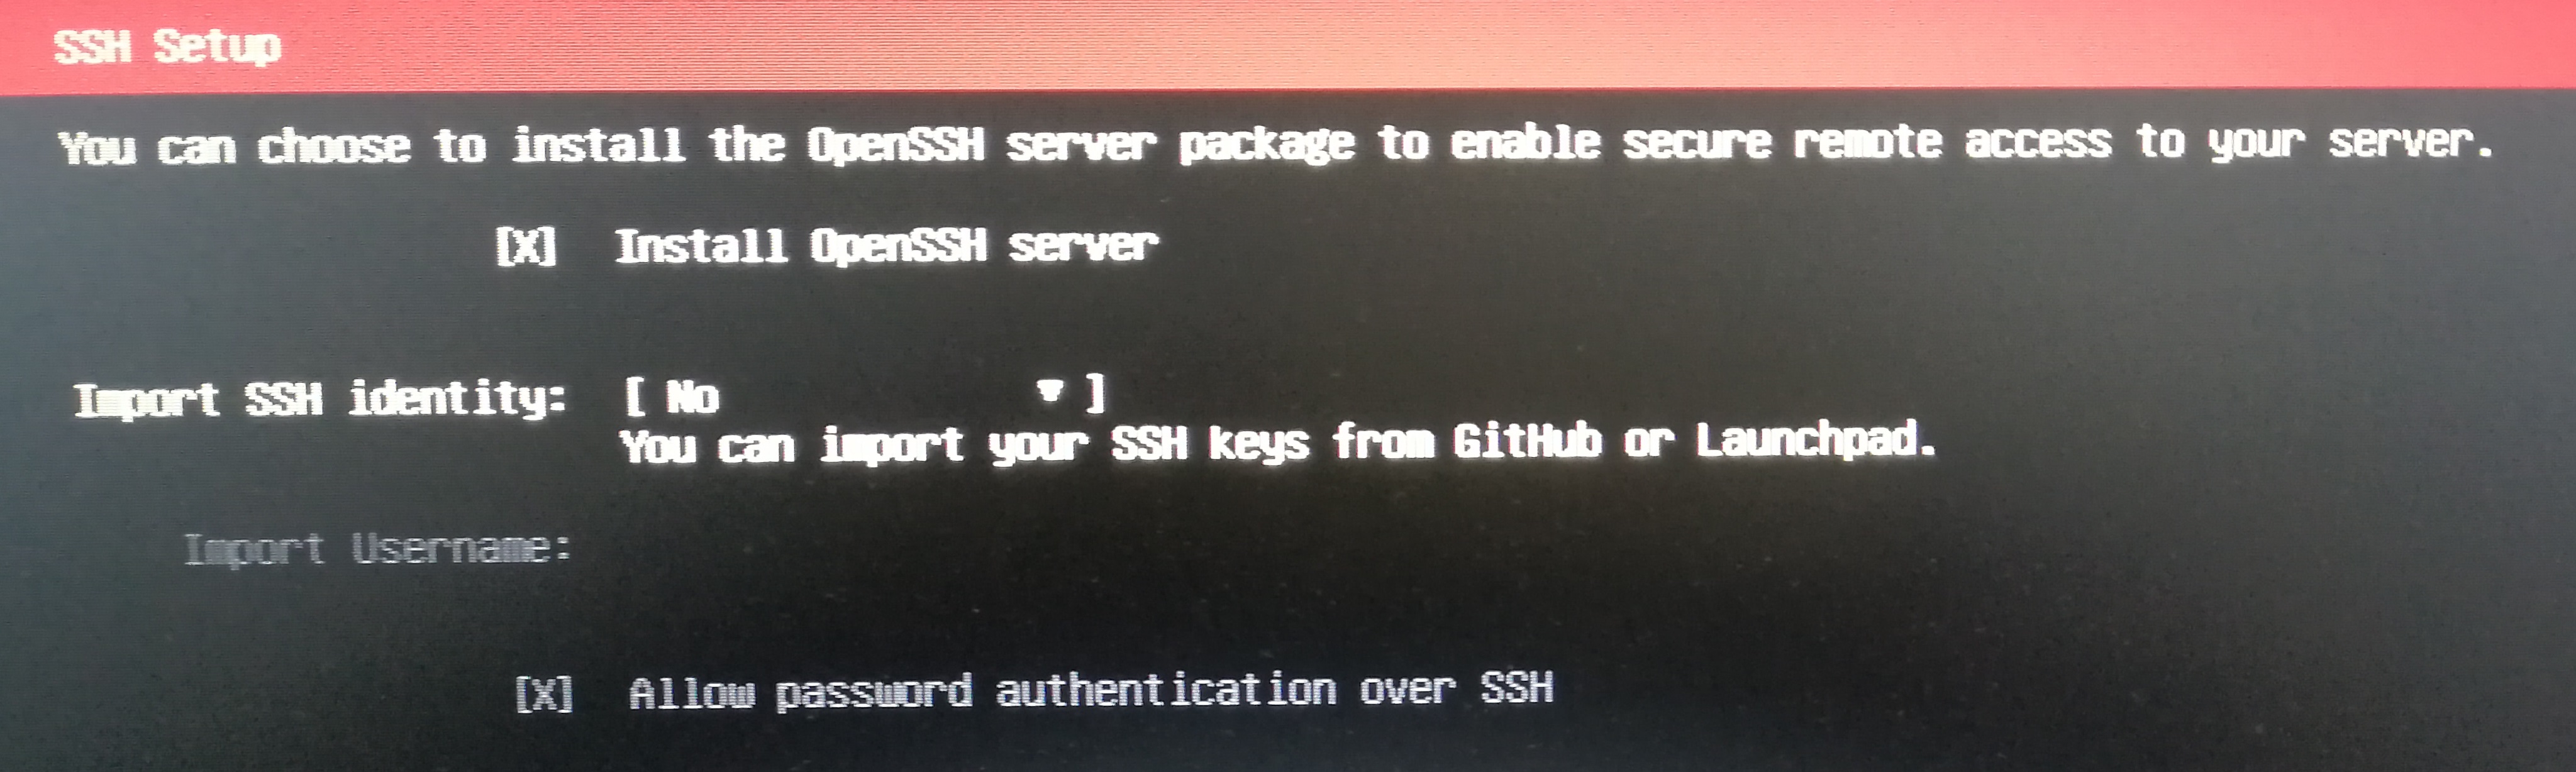 SSH Setup
You can choose to install the OpenSSH server package to enable secure remote access to your server.
[X] Install OpenSSH server
Import SSH identity: [ No ▾ ]
You can import your SSH keys from GitHub or Launchpad.
Import Username:
[X] Allow password authentication over SSH